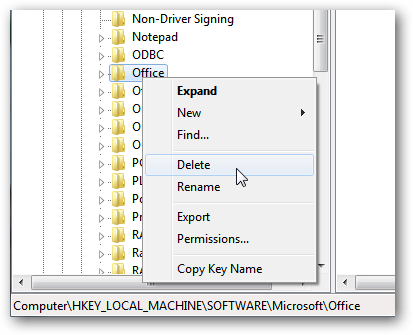 Non-Driver Signing
Notepad
ODBC
Office
Expand
New
Find...
Delete
Rename
Export
Permissions...
Copy Key Name
Computer\HKEY_LOCAL_MACHINE\SOFTWARE\Microsoft\Office